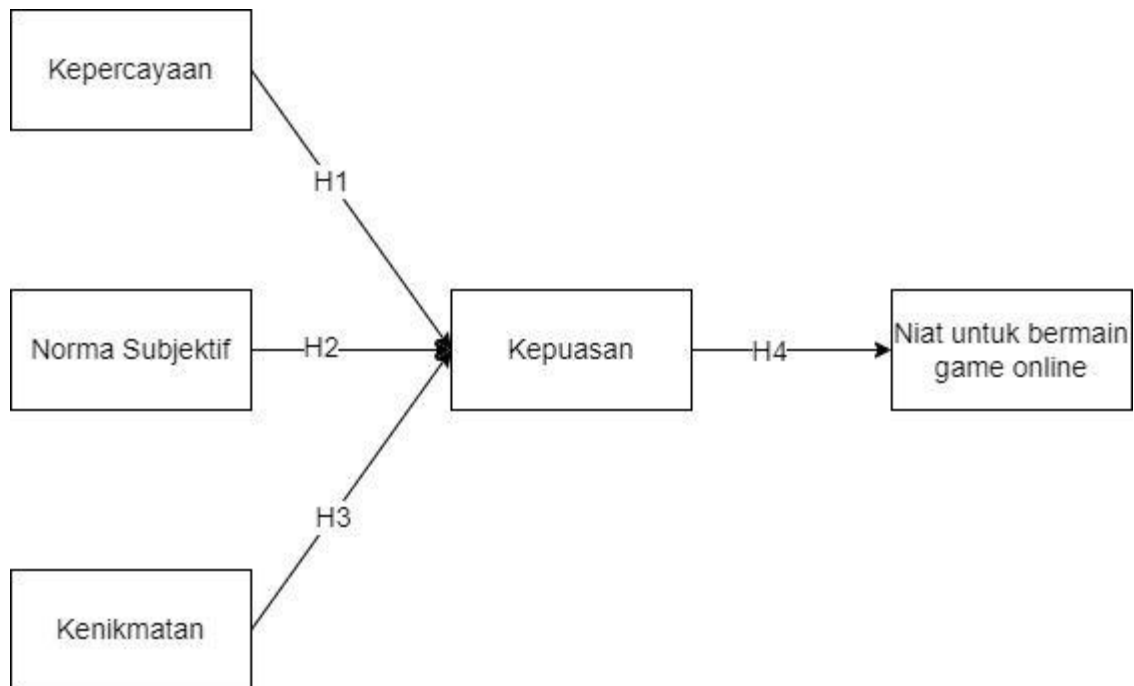 Kepercayaan
H1
Norma Subjektif
H2
Kepuasan
H4
Niat untuk bermain
game online
H3
Kenikmatan